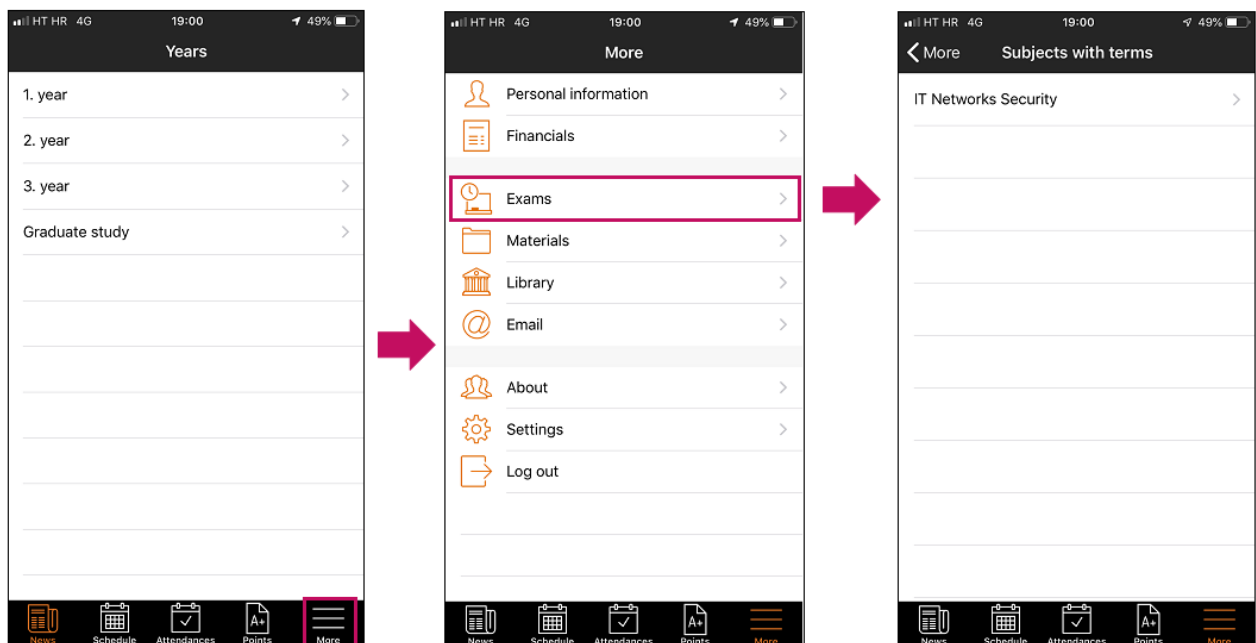 HT HR 4G 19:00 49%
Years
1. year
2. year
3. year
Graduate study
News Schedule Attendances Points More
HT HR 4G 19:00 49%
More
Personal information
Financials
Exams
Materials
Library
Email
About
Settings
Log out
News Schedule Attendances Points More
HT HR 4G 19:00 49%
More Subjects with terms
IT Networks Security
News Schedule Attendances Points More